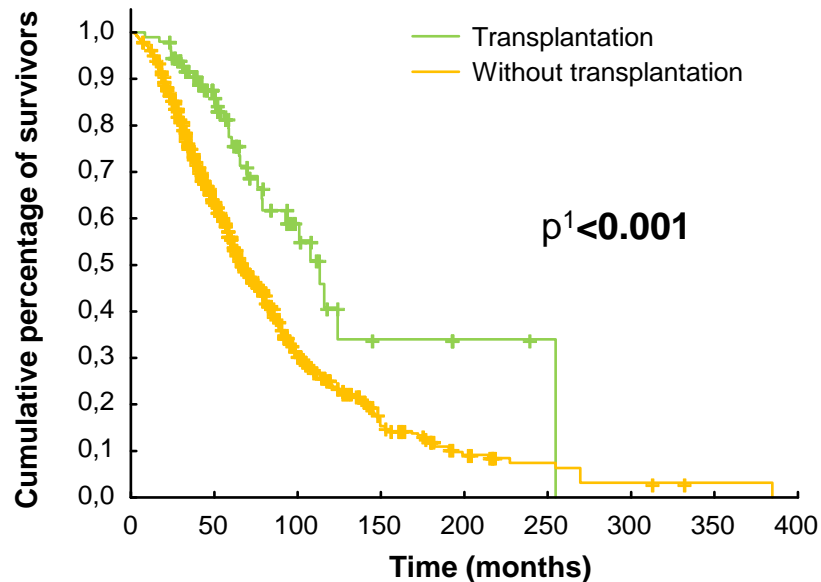 Transplantation
Without transplantation
p¹<0.001
Cumulative percentage of survivors
1,0
0,9
0,8
0,7
0,6
0,5
0,4
0,3
0,2
0,1
0,0
0 50 100 150 200 250 300 350 400
Time (months)